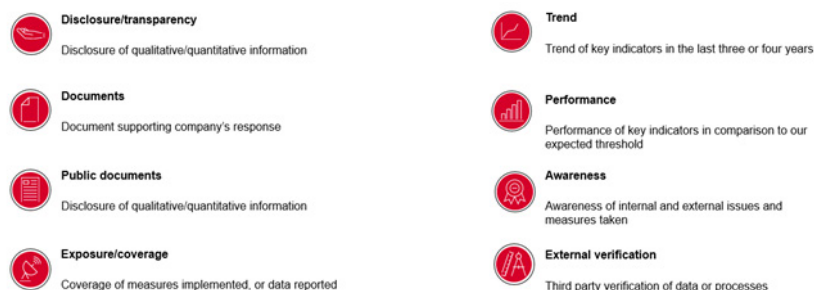 Disclosure/transparency
Disclosure of qualitative/quantitative information
Documents
Document supporting company's response
Public documents
Disclosure of qualitative/quantitative information
Exposure/coverage
Coverage of measures implemented, or data reported
Trend
Trend of key indicators in the last three or four years
Performance
Performance of key indicators in comparison to our
expected threshold
Awareness
Awareness of internal and external issues and
measures taken
External verification
Third party verification of data or processes